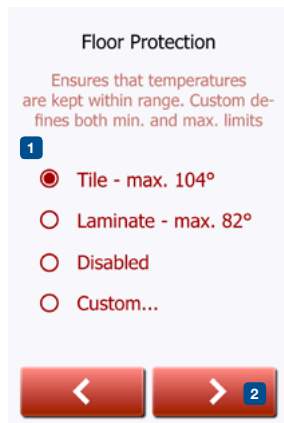 Floor Protection
Ensures that temperatures
are kept within range. Custom de-
fines both min. and max. limits
1
Tile - max. 104°
Laminate - max. 82°
Disabled
Custom...
2